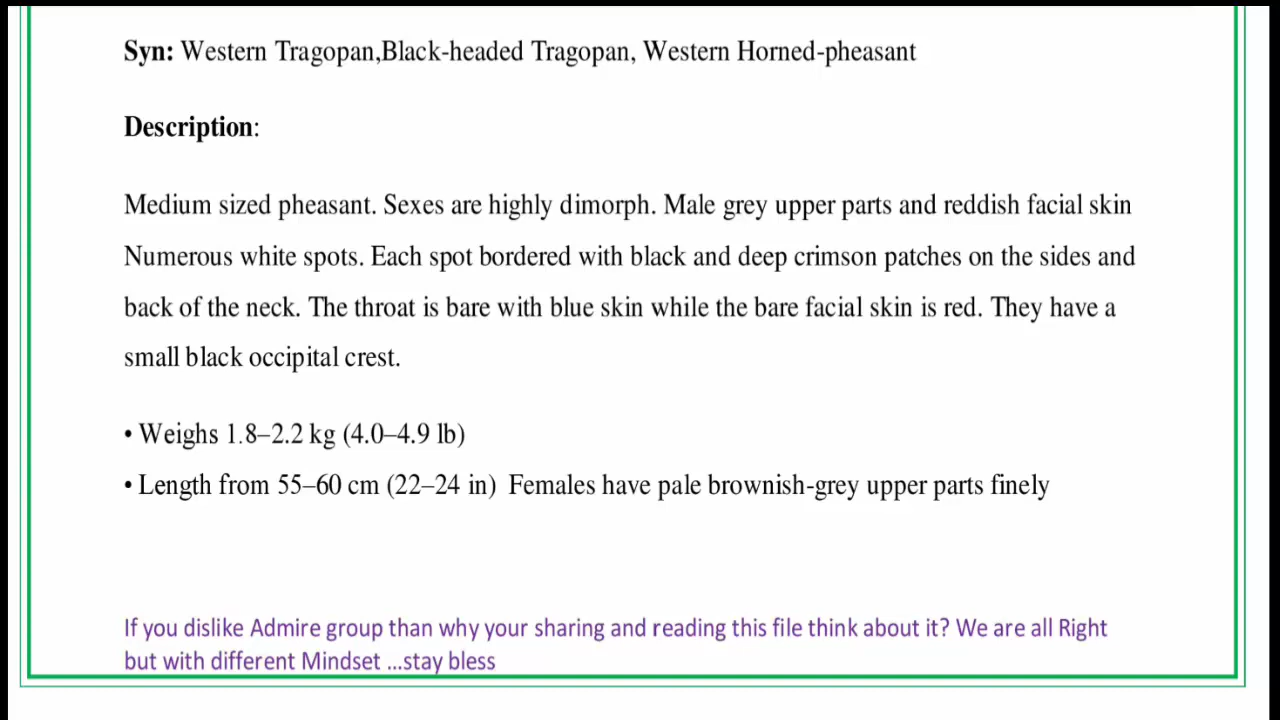 Syn: Western Tragopan,Black-headed Tragopan, Western Horned-pheasant
Description:
Medium sized pheasant. Sexes are highly dimorph. Male grey upper parts and reddish facial skin
Numerous white spots. Each spot bordered with black and deep crimson patches on the sides and
back of the neck. The throat is bare with blue skin while the bare facial skin is red. They have a
small black occipital crest.
• Weighs 1.8–2.2 kg (4.0–4.9 lb)
• Length from 55–60 cm (22–24 in)  Females have pale brownish-grey upper parts finely
If you dislike Admire group than why your sharing and reading this file think about it? We are all Right
but with different Mindset ...stay bless